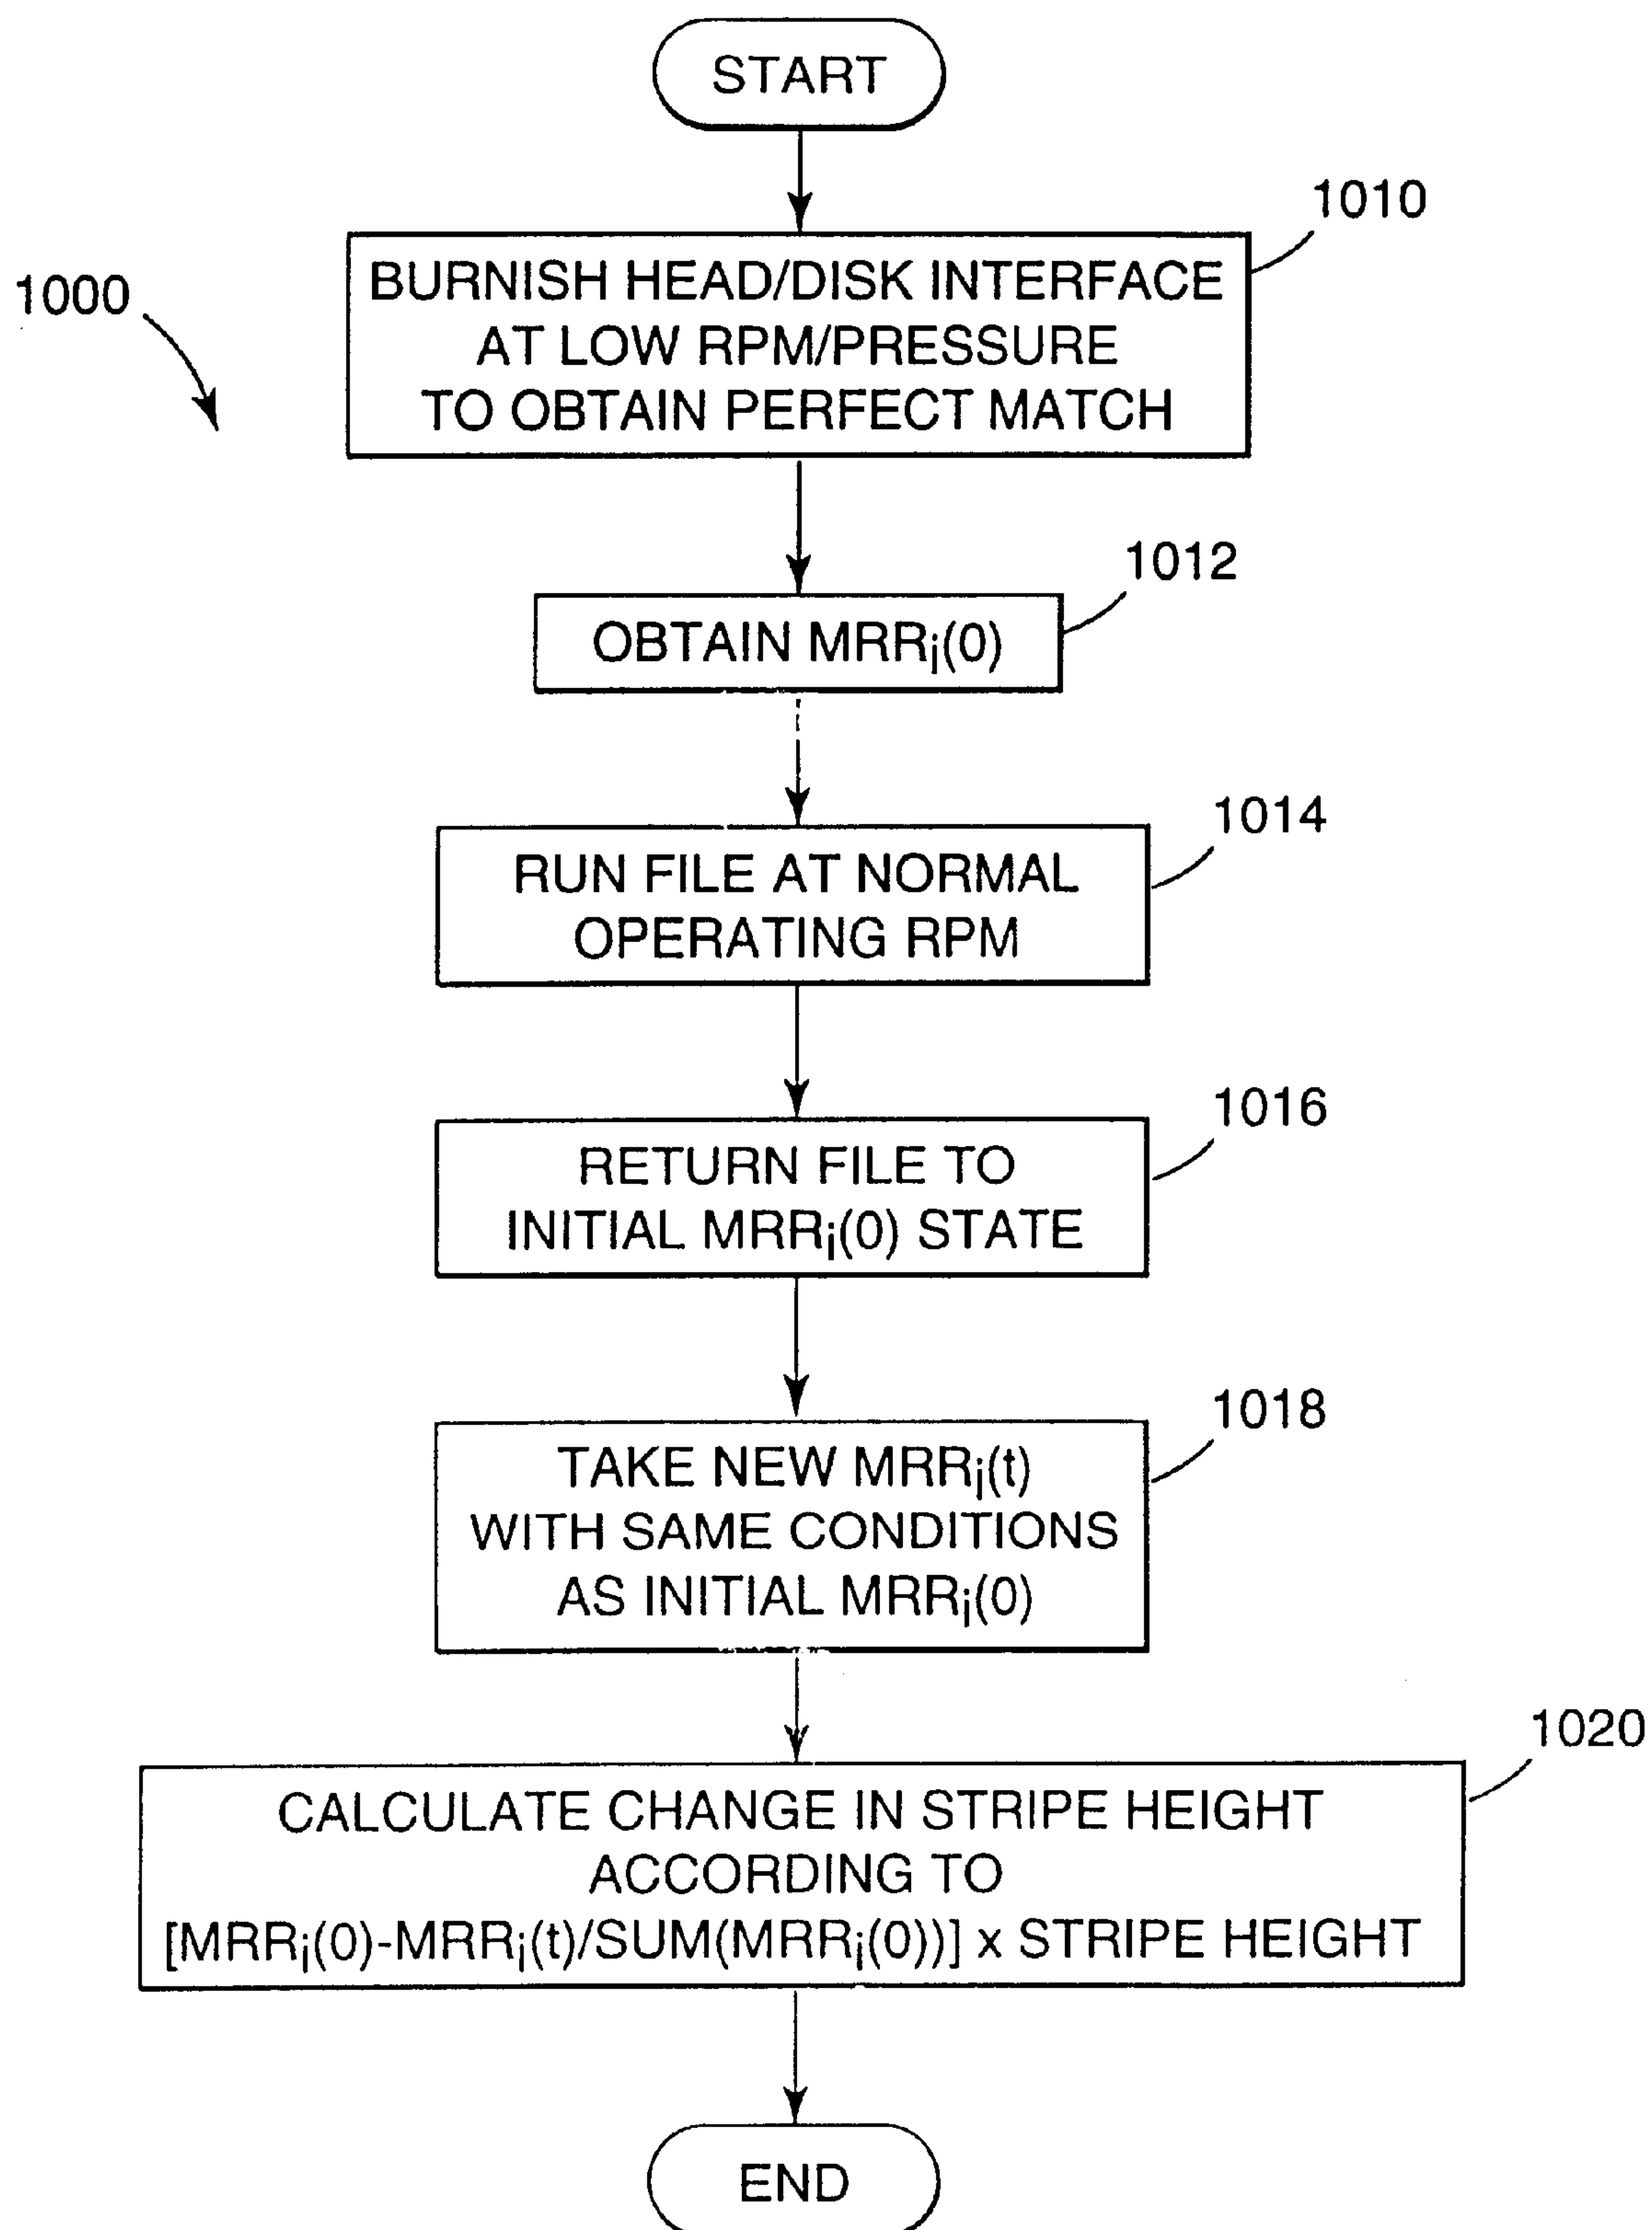 START
1010
1000
BURNISH HEAD/DISK INTERFACE
AT LOW RPM/PRESSURE
TO OBTAIN PERFECT MATCH
1012
OBTAIN MRRi(0)
1014
RUN FILE AT NORMAL
OPERATING RPM
1016
RETURN FILE TO
INITIAL MRRi(0) STATE
1018
TAKE NEW MRRi(t)
WITH SAME CONDITIONS
AS INITIAL MRRi(0)
1020
CALCULATE CHANGE IN STRIPE HEIGHT
ACCORDING TO
[MRRi(0)-MRRi(t)/SUM(MRRi(0))] x STRIPE HEIGHT
END